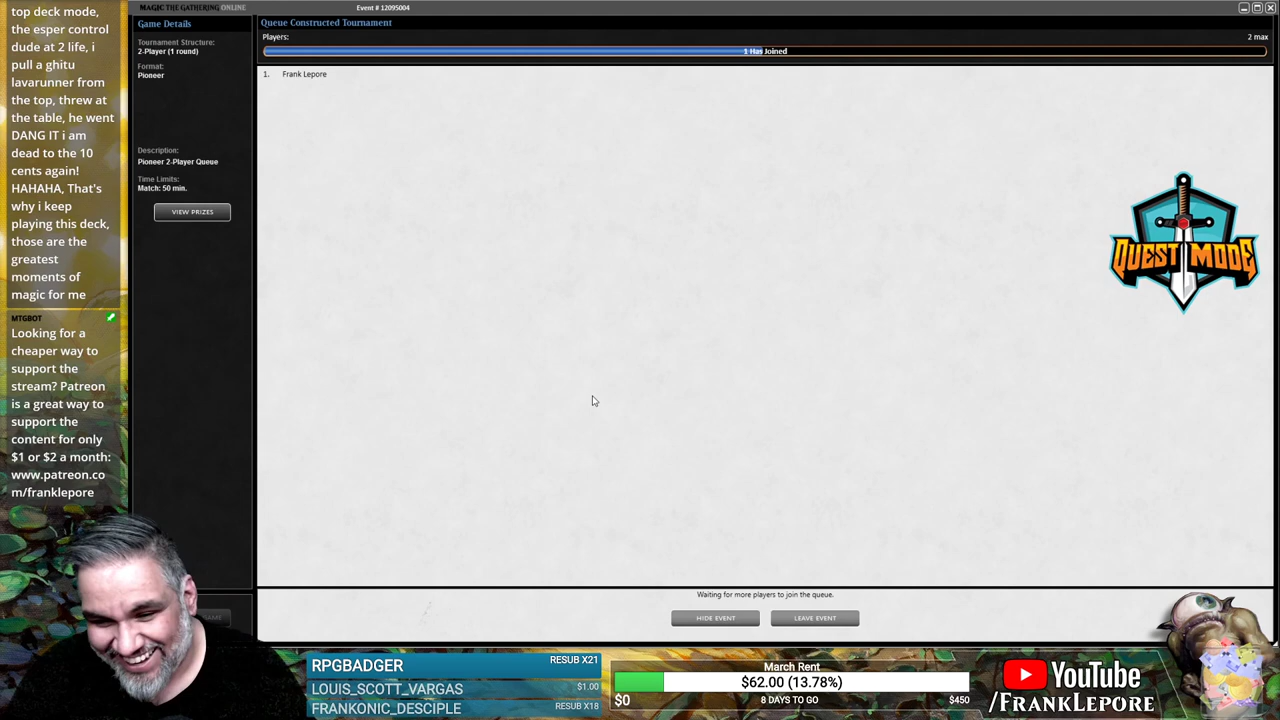 top deck mode,
the esper control
dude at 2 life, i
pull a ghitu
lavarunner from
the top, threw at
the table, he went
DANG IT i am
dead to the 10
cents again!
HAHAHA, That's
why i keep
playing this deck,
those are the
greatest
moments of
magic for me
MTGBOT
Looking for a
cheaper way to
support the
stream? Patreon
is a great way to
support the
content for only
$1 or $2 a month:
www.patreon.co
m/franklepore
MAGIC THE GATHERING ONLINE
Event # 12095004
Game Details
Tournament Structure:
2-Player (1 round)
Format:
Pioneer
Description:
Pioneer 2-Player Queue
Time Limits:
Match: 50 min.
VIEW PRIZES
Queue Constructed Tournament
Players:
2 max
1 Has Joined
1. Frank Lepore
QUEST MODE
Waiting for more players to join the queue.
HIDE EVENT
LEAVE EVENT
RPGBADGER RESUB X21
LOUIS_SCOTT_VARGAS $1.00
FRANKONIC_DESCIPLE RESUB X18
March Rent
$62.00 (13.78%)
$0 8 DAYS TO GO $450
YouTube
/FRANKLEPORE